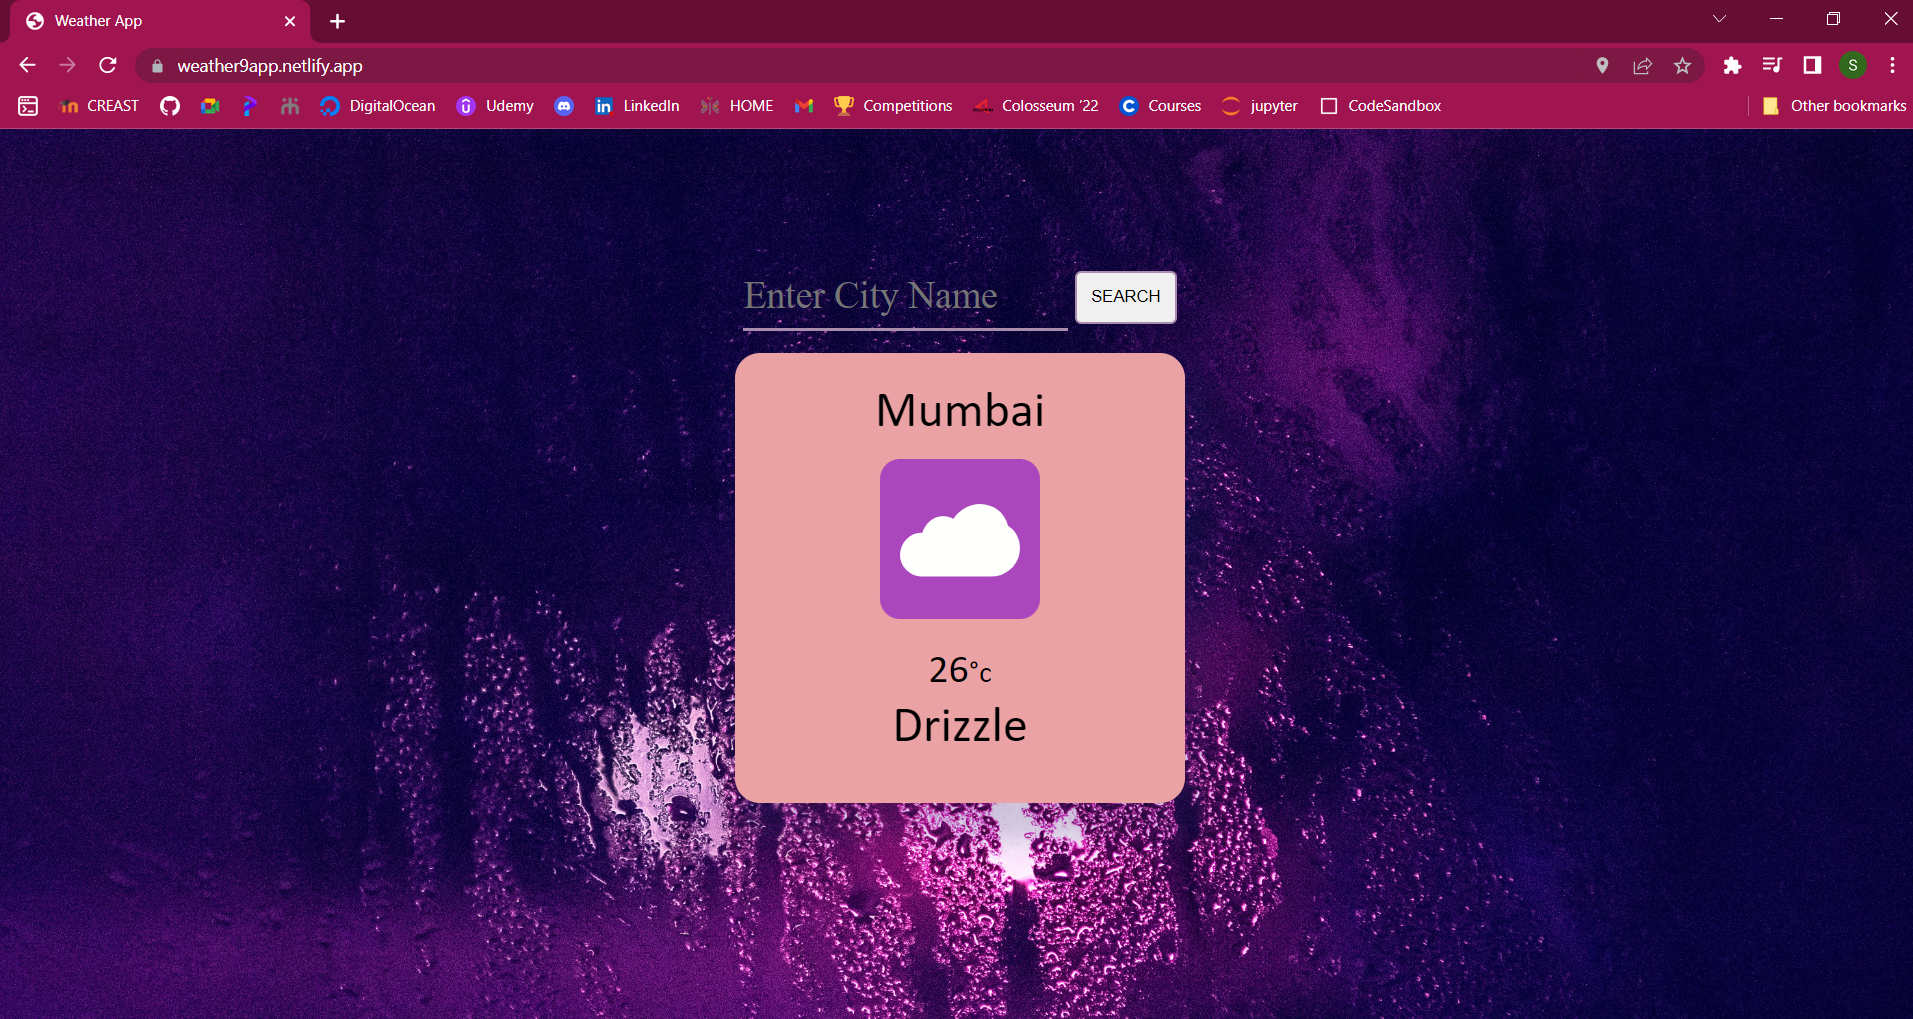 Weather App
weather9app.netlify.app
S
CREAST DigitalOcean Udemy LinkedIn HOME Competitions Colosseum '22 Courses jupyter CodeSandbox Other bookmarks
Enter City Name SEARCH
Mumbai
26°c
Drizzle